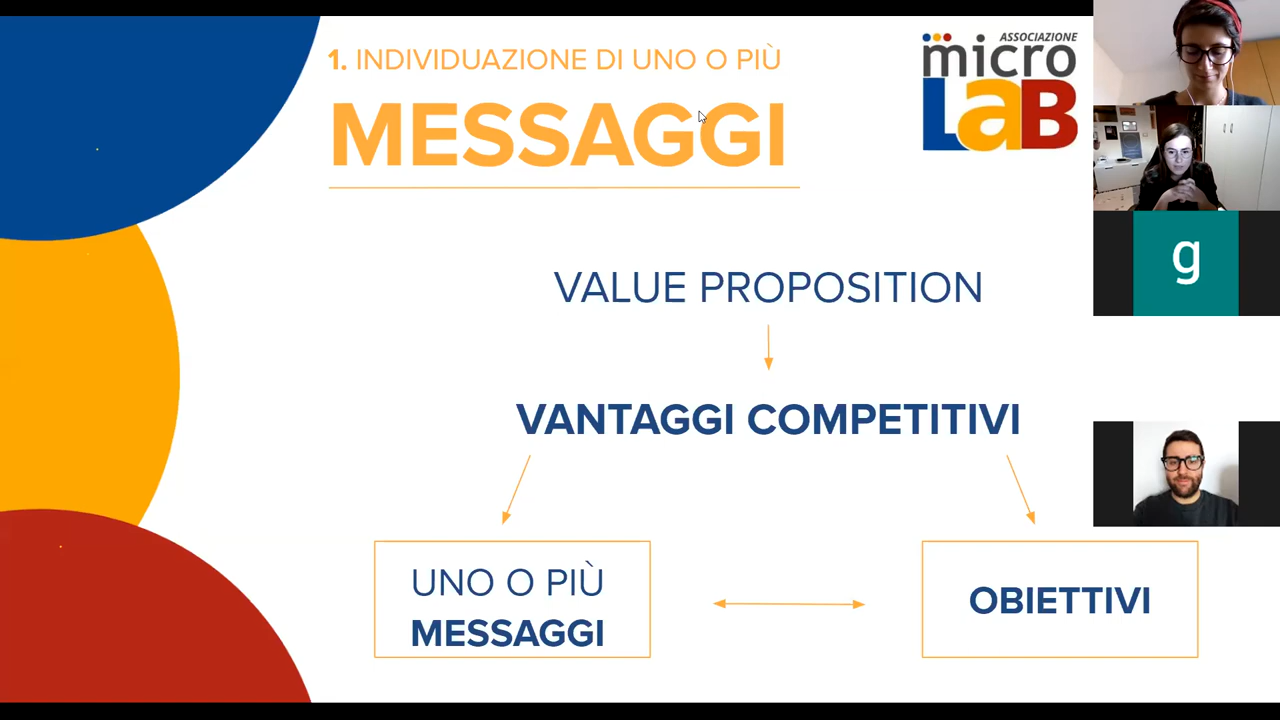 1. INDIVIDUAZIONE DI UNO O PIÙ
MESSAGGI
ASSOCIAZIONE
micro
LaB
g
VALUE PROPOSITION
VANTAGGI COMPETITIVI
UNO O PIÙ
MESSAGGI
OBIETTIVI